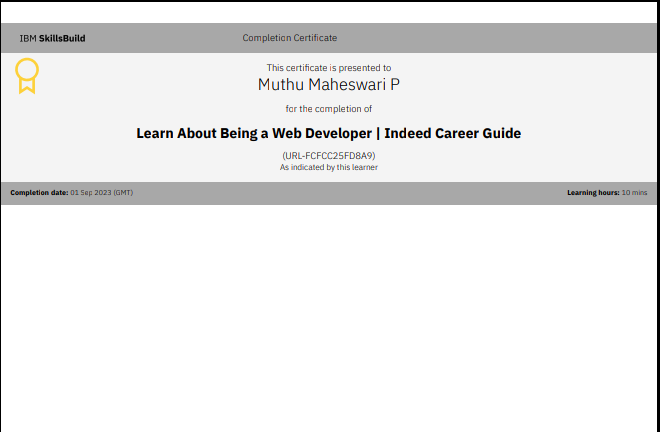 IBM SkillsBuild
Completion Certificate
This certificate is presented to
Muthu Maheswari P
for the completion of
Learn About Being a Web Developer | Indeed Career Guide
(URL-FCFCC25FD8A9)
As indicated by this learner
Completion date: 01 Sep 2023 (GMT)
Learning hours: 10 mins